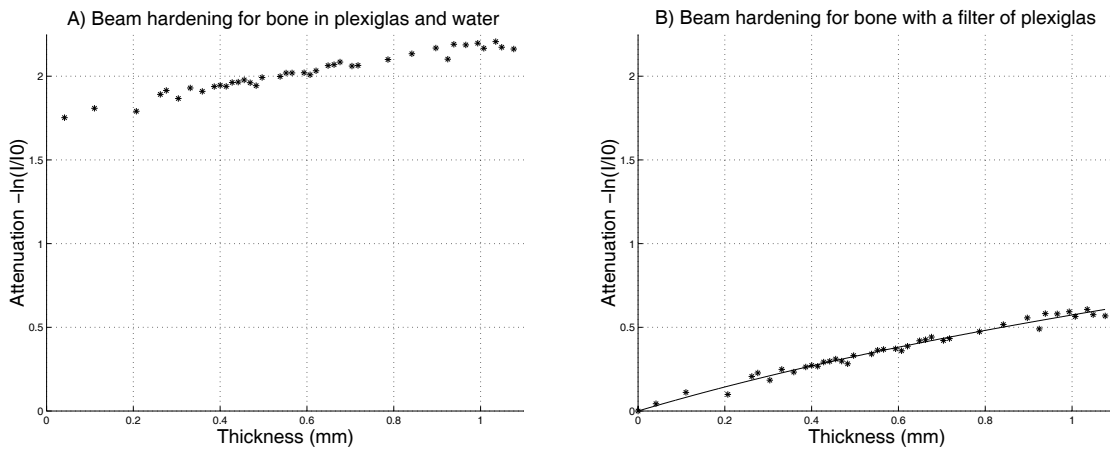 A) Beam hardening for bone in plexiglas and water
Attenuation −ln(I/I0)
2
1.5
1
0.5
0
0 0.2 0.4 0.6 0.8 1
Thickness (mm)
B) Beam hardening for bone with a filter of plexiglas
Attenuation −ln(I/I0)
2
1.5
1
0.5
0
0 0.2 0.4 0.6 0.8 1
Thickness (mm)